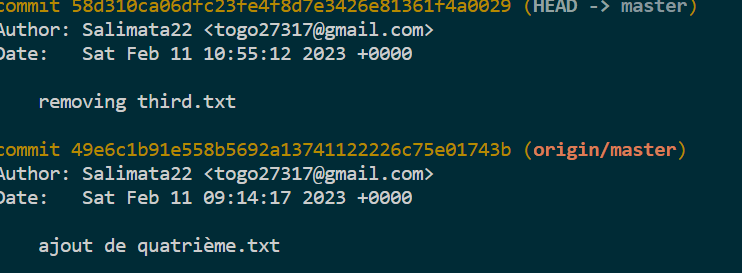 commit 58d310ca06dfc23fe4f8d7e3426e81361f4a0029 (HEAD -> master)
Author: Salimata22 <togo27317@gmail.com>
Date: Sat Feb 11 10:55:12 2023 +0000
removing third.txt
commit 49e6c1b91e558b5692a13741122226c75e01743b (origin/master)
Author: Salimata22 <togo27317@gmail.com>
Date: Sat Feb 11 09:14:17 2023 +0000
ajout de quatrième.txt